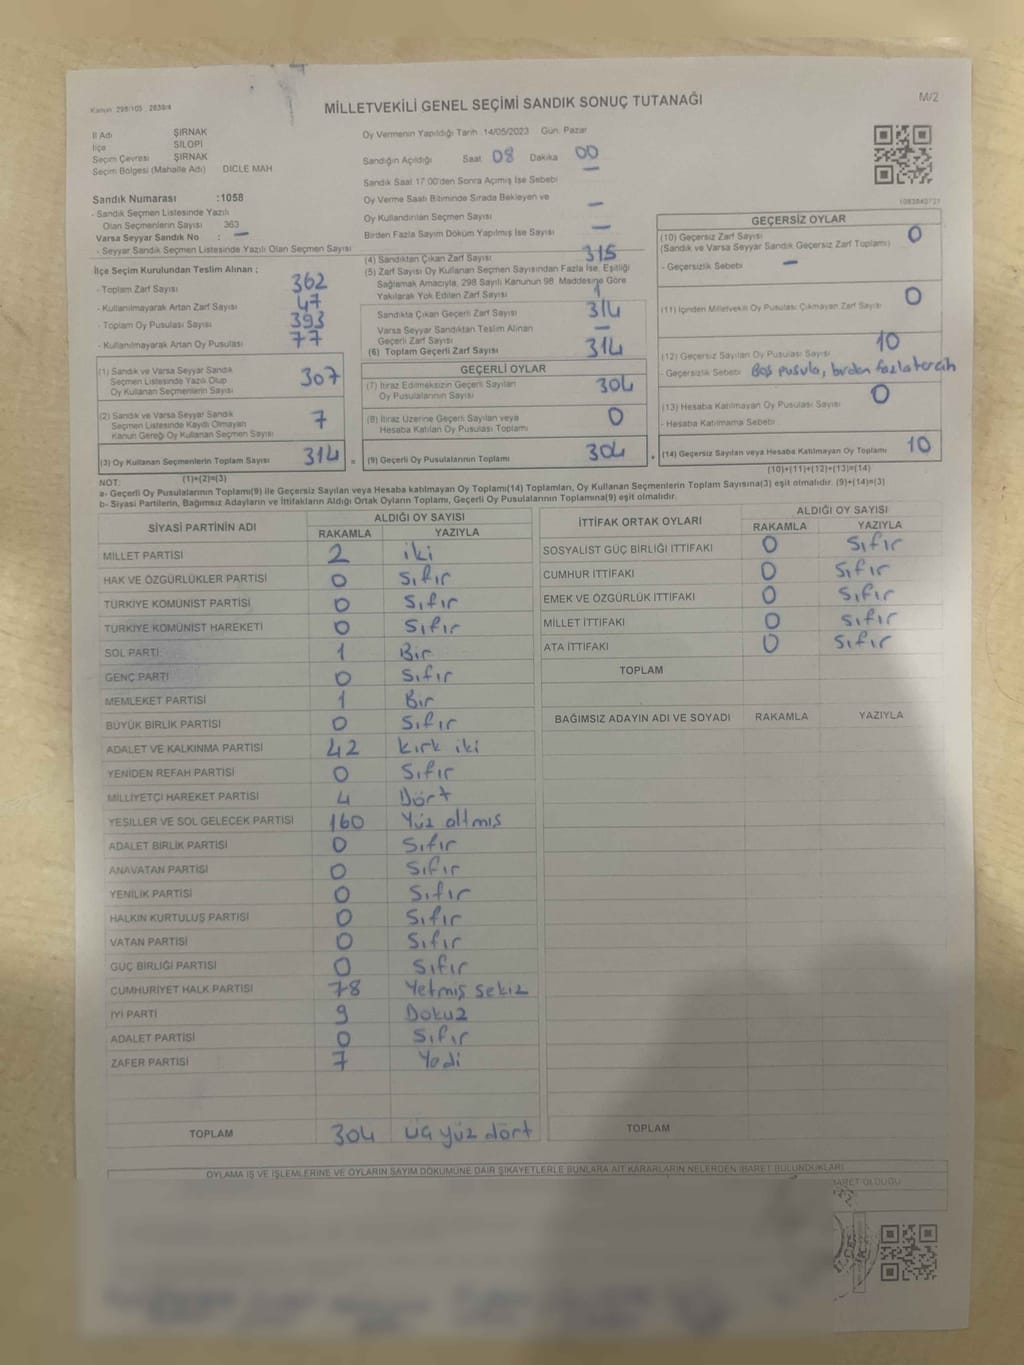 Kanun 298/105 2839/4
MİLLETVEKİLİ GENEL SEÇİMİ SANDIK SONUÇ TUTANAĞI
M/2
İl Adı ŞIRNAK
İlçe SİLOPİ
Seçim Çevresi ŞIRNAK
Seçim Bölgesi (Mahalle Adı) DİCLE MAH
Sandık Numarası :1058
- Sandık Seçmen Listesinde Yazılı
Olan Seçmenlerin Sayısı 363
Varsa Seyyar Sandık No : -
- Seyyar Sandık Seçmen Listesinde Yazılı Olan Seçmen Sayısı
Oy Vermenin Yapıldığı Tarih 14/05/2023 Gün: Pazar
Sandığın Açıldığı Saat 08 Dakika 00
Sandık Saat 17.00'den Sonra Açılmış İse Sebebi -
Oy Verme Saati Bitiminde Sırada Bekleyen ve
Oy Kullandırılan Seçmen Sayısı -
Birden Fazla Sayım Döküm Yapılmış İse Sayısı -
İlçe Seçim Kurulundan Teslim Alınan ;
- Toplam Zarf Sayısı 362
- Kullanılmayarak Artan Zarf Sayısı 47
- Toplam Oy Pusulası Sayısı 393
- Kullanılmayarak Artan Oy Pusulası 77
(1) Sandık ve Varsa Seyyar Sandık
Seçmen Listesinde Yazılı Olup
Oy Kullanan Seçmenlerin Sayısı 307
(2) Sandık ve Varsa Seyyar Sandık
Seçmen Listesinde Kayıtlı Olmayan
Kanun Gereği Oy Kullanan Seçmen Sayısı 7
(3) Oy Kullanan Seçmenlerin Toplam Sayısı 314
(1)+(2)=(3)
(4) Sandıktan Çıkan Zarf Sayısı 315
(5) Zarf Sayısı Oy Kullanan Seçmen Sayısından Fazla İse, Eşitliği
Sağlamak Amacıyla, 298 Sayılı Kanunun 98. Maddesine Göre
Yakılarak Yok Edilen Zarf Sayısı 1
Sandıkta Çıkan Geçerli Zarf Sayısı 314
Varsa Seyyar Sandıktan Teslim Alınan
Geçerli Zarf Sayısı -
(6) Toplam Geçerli Zarf Sayısı 314
GEÇERLİ OYLAR
(7) İtiraz Edilmeksizin Geçerli Sayılan
Oy Pusulalarının Sayısı 304
(8) İtiraz Üzerine Geçerli Sayılan veya
Hesaba Katılan Oy Pusulası Toplamı 0
= (9) Geçerli Oy Pusulalarının Toplamı 304
1083840731
GEÇERSİZ OYLAR
(10) Geçersiz Zarf Sayısı 0
(Sandık ve Varsa Seyyar Sandık Geçersiz Zarf Toplamı)
- Geçersizlik Sebebi -
(11) İçinden Milletvekili Oy Pusulası Çıkmayan Zarf Sayısı 0
(12) Geçersiz Sayılan Oy Pusulası Sayısı 10
- Geçersizlik Sebebi Boş pusula, birden fazla tercih
(13) Hesaba Katılmayan Oy Pusulası Sayısı 0
- Hesaba Katılmama Sebebi
+ (14) Geçersiz Sayılan veya Hesaba Katılmayan Oy Toplamı 10
(10)+(11)+(12)+(13)=(14)
NOT:
a- Geçerli Oy Pusulalarının Toplamı(9) ile Geçersiz Sayılan veya Hesaba katılmayan Oy Toplamı(14) Toplamları, Oy Kullanan Seçmenlerin Toplam Sayısına(3) eşit olmalıdır. (9)+(14)=(3)
b- Siyasi Partilerin, Bağımsız Adayların ve İttifakların Aldığı Ortak Oyların Toplamı, Geçerli Oy Pusulalarının Toplamına(9) eşit olmalıdır.
SİYASİ PARTİNİN ADI ALDIĞI OY SAYISI
RAKAMLA YAZIYLA
MİLLET PARTİSİ 2 iki
HAK VE ÖZGÜRLÜKLER PARTİSİ 0 sıfır
TÜRKİYE KOMÜNİST PARTİSİ 0 sıfır
TÜRKİYE KOMÜNİST HAREKETİ 0 sıfır
SOL PARTİ 1 Bir
GENÇ PARTİ 0 sıfır
MEMLEKET PARTİSİ 1 Bir
BÜYÜK BİRLİK PARTİSİ 0 sıfır
ADALET VE KALKINMA PARTİSİ 42 kırk iki
YENİDEN REFAH PARTİSİ 0 sıfır
MİLLİYETÇİ HAREKET PARTİSİ 4 Dört
YEŞİLLER VE SOL GELECEK PARTİSİ 160 Yüz altmış
ADALET BİRLİK PARTİSİ 0 sıfır
ANAVATAN PARTİSİ 0 sıfır
YENİLİK PARTİSİ 0 sıfır
HALKIN KURTULUŞ PARTİSİ 0 sıfır
VATAN PARTİSİ 0 sıfır
GÜÇ BİRLİĞİ PARTİSİ 0 sıfır
CUMHURİYET HALK PARTİSİ 78 Yetmiş sekiz
İYİ PARTİ 9 Dokuz
ADALET PARTİSİ 0 sıfır
ZAFER PARTİSİ 7 Yedi
TOPLAM 304 üç yüz dört
İTTİFAK ORTAK OYLARI ALDIĞI OY SAYISI
RAKAMLA YAZIYLA
SOSYALİST GÜÇ BİRLİĞİ İTTİFAKI 0 sıfır
CUMHUR İTTİFAKI 0 sıfır
EMEK VE ÖZGÜRLÜK İTTİFAKI 0 sıfır
MİLLET İTTİFAKI 0 sıfır
ATA İTTİFAKI 0 sıfır
TOPLAM
BAĞIMSIZ ADAYIN ADI VE SOYADI RAKAMLA YAZIYLA
TOPLAM
OYLAMA İŞ VE İŞLEMLERİNE VE OYLARIN SAYIM DÖKÜMÜNE DAİR ŞİKAYETLERLE BUNLARA AİT KARARLARIN NELERDEN İBARET BULUNDUKLARI
BARET OLDUĞU